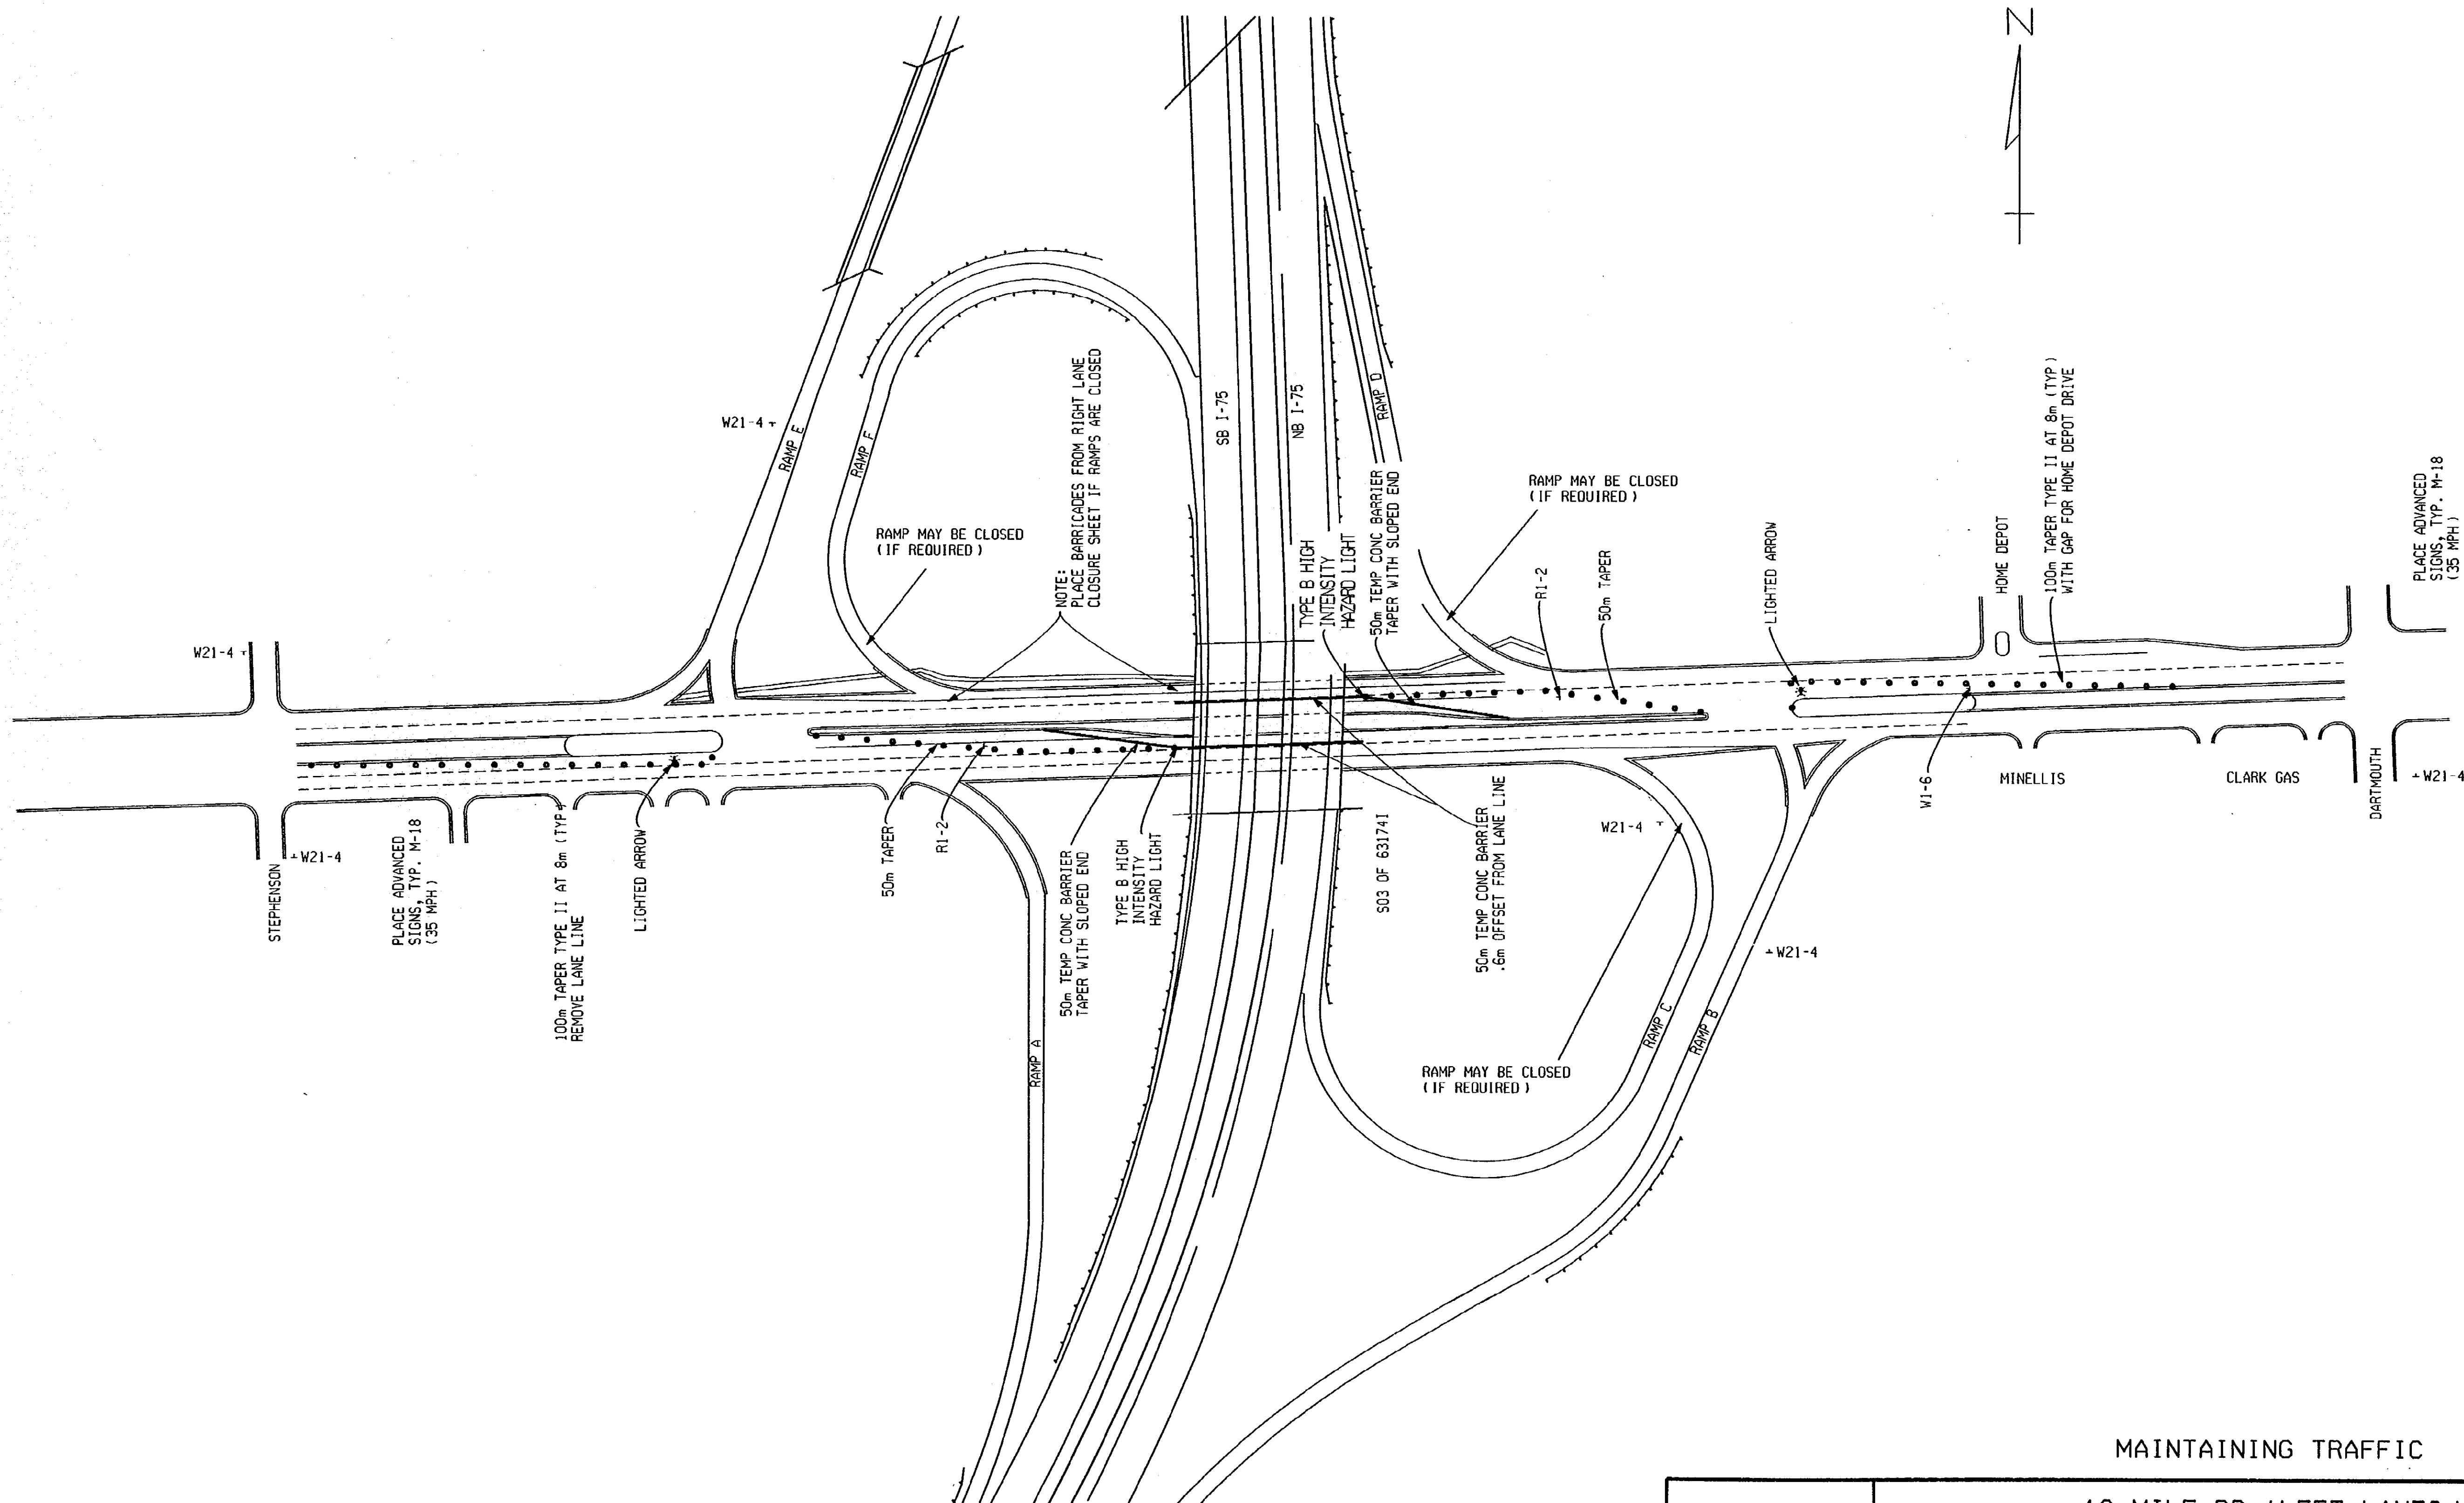 N
W21-4
RAMP E
RAMP F
NOTE:
PLACE BARRICADES FROM RIGHT LANE
CLOSURE SHEET IF RAMPS ARE CLOSED
SB I-75
NB I-75
RAMP D
RAMP MAY BE CLOSED
(IF REQUIRED)
TYPE B HIGH
INTENSITY
HAZARD LIGHT
50m TEMP CONC BARRIER
TAPER WITH SLOPED END
RAMP MAY BE CLOSED
(IF REQUIRED)
R1-2
50m TAPER
LIGHTED ARROW
HOME DEPOT
100m TAPER TYPE II AT 8m (TYP)
WITH GAP FOR HOME DEPOT DRIVE
PLACE ADVANCED
SIGNS, TYP. M-18
(35 MPH)
W21-4
STEPHENSON
W21-4
PLACE ADVANCED
SIGNS, TYP. M-18
(35 MPH)
100m TAPER TYPE II AT 8m (TYP)
REMOVE LANE LINE
LIGHTED ARROW
50m TAPER
R1-2
50m TEMP CONC BARRIER
TAPER WITH SLOPED END
TYPE B HIGH
INTENSITY
HAZARD LIGHT
RAMP A
S03 OF 63174I
50m TEMP CONC BARRIER
.6m OFFSET FROM LANE LINE
W21-4
W1-6
MINELLIS
CLARK GAS
DARTMOUTH
W21-4
W21-4
RAMP C
RAMP B
RAMP MAY BE CLOSED
(IF REQUIRED)
MAINTAINING TRAFFIC